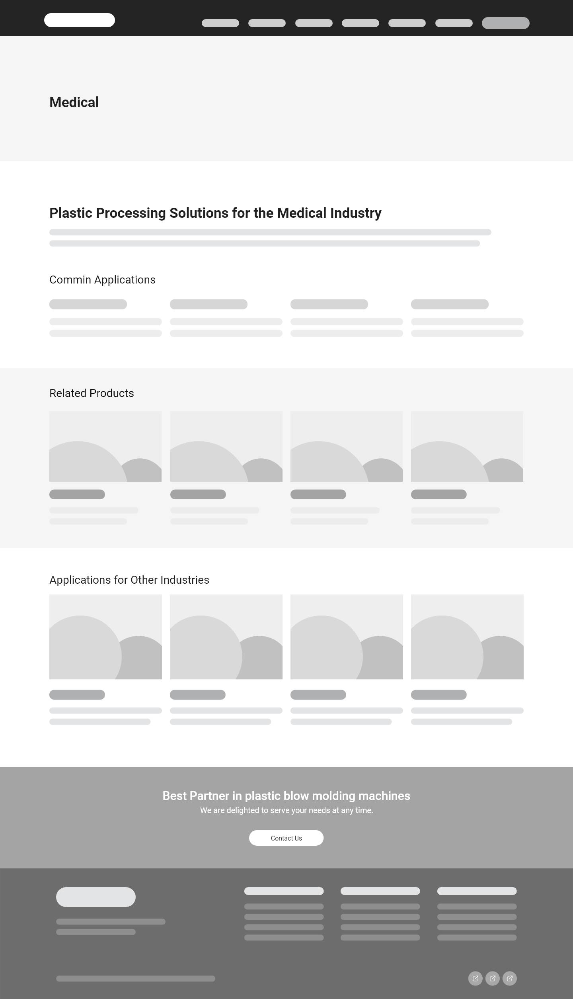 Medical
Plastic Processing Solutions for the Medical Industry
Commin Applications
Related Products
Applications for Other Industries
Best Partner in plastic blow molding machines
We are delighted to serve your needs at any time.
Contact Us